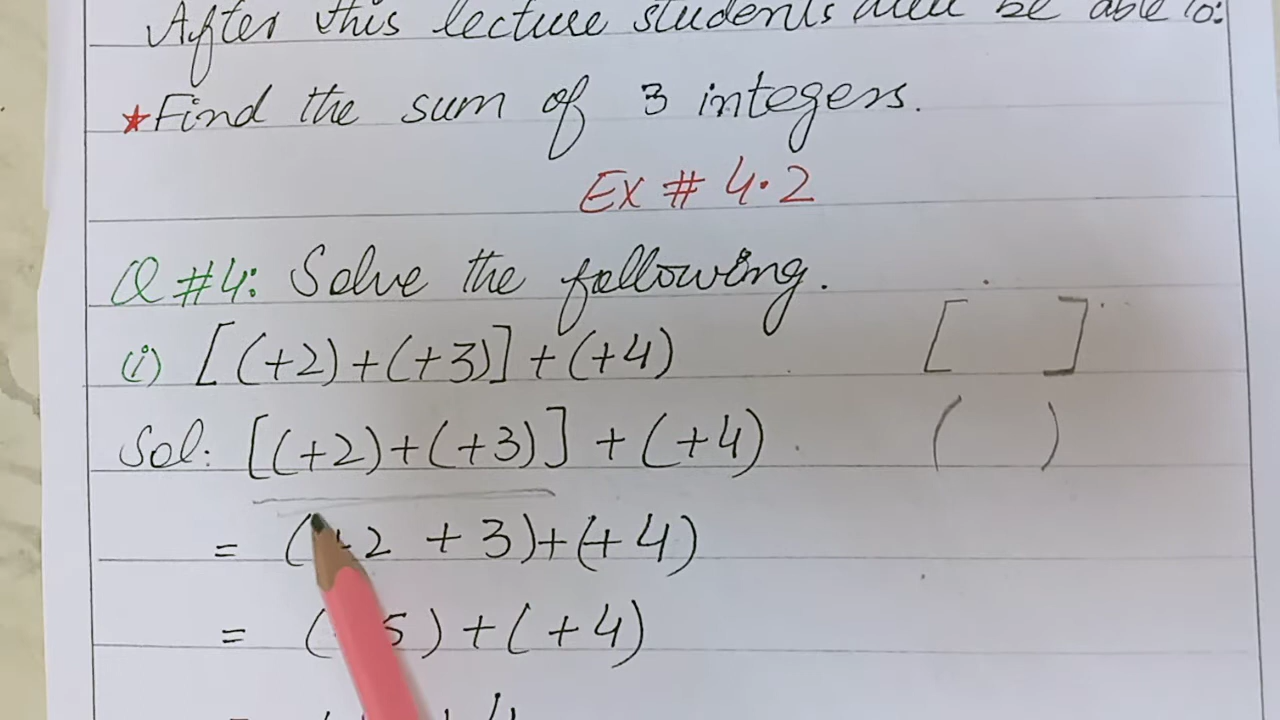 After this lecture students will be able to:
*Find the sum of 3 integers.
Ex # 4.2
Q #4: Solve the following.
(i) [(+2)+(+3)] + (+4) [ ]
Sol: [(+2)+(+3)] + (+4) ( )
= (+2 +3)+(+4)
= (+5) + (+4)